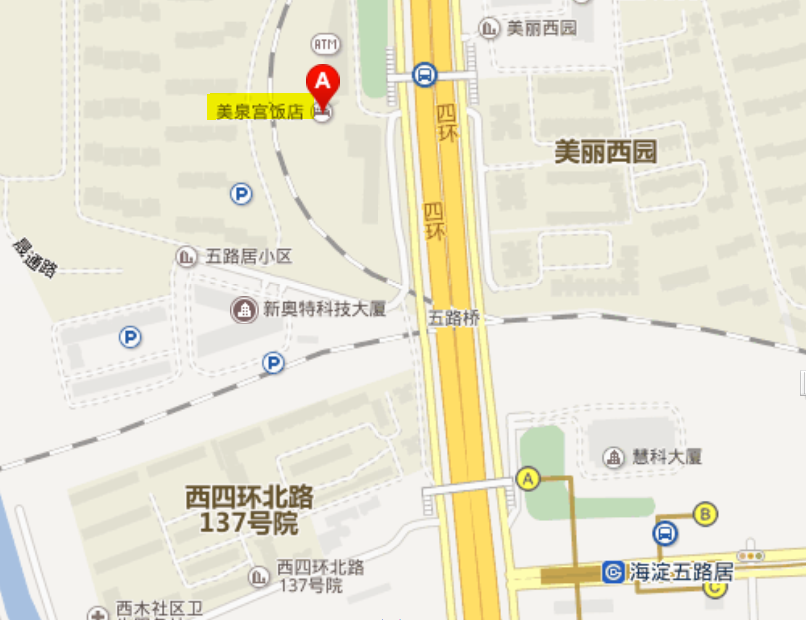 美丽西园
ATM
A
美泉宫饭店
四环
美丽西园
P
四环
晟通路
五路居小区
新奥特科技大厦
五路桥
P
P
慧科大厦
A
西四环北路
137号院
B
海淀五路居
西四环北路
137号院
C
西木社区卫